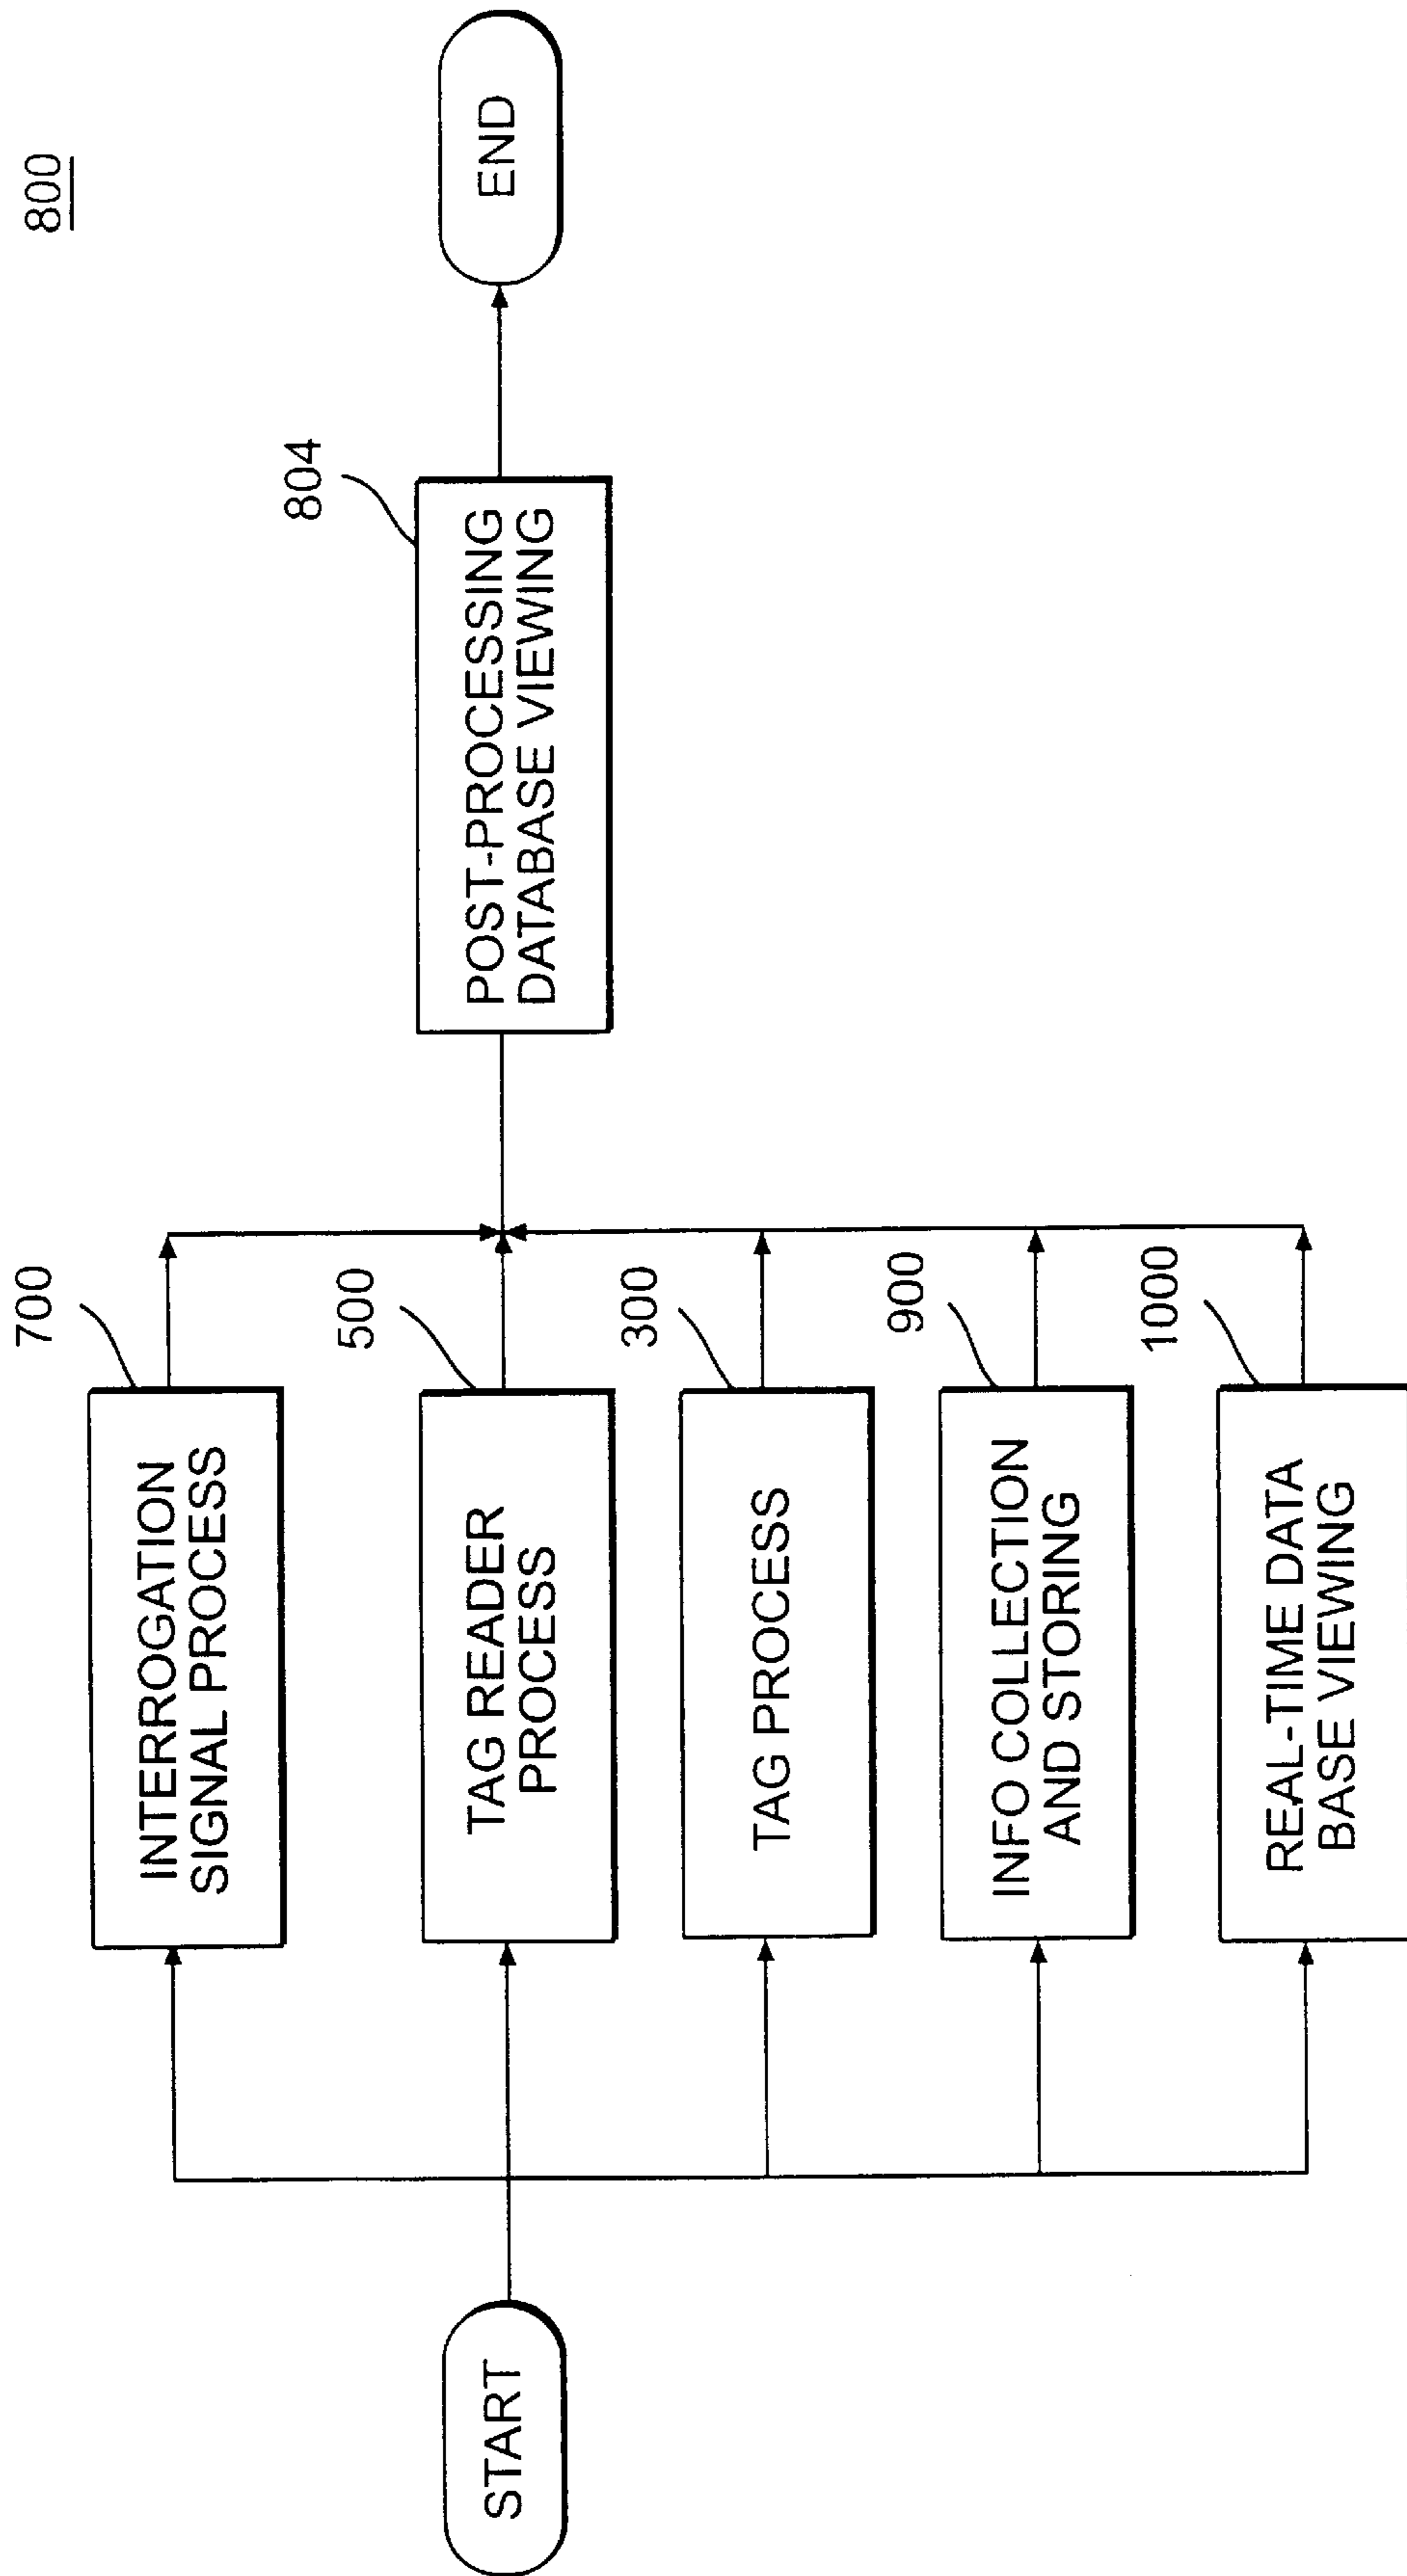 800
START
700
INTERROGATION
SIGNAL PROCESS
500
TAG READER
PROCESS
300
TAG PROCESS
900
INFO COLLECTION
AND STORING
1000
REAL-TIME DATA
BASE VIEWING
804
POST-PROCESSING
DATABASE VIEWING
END